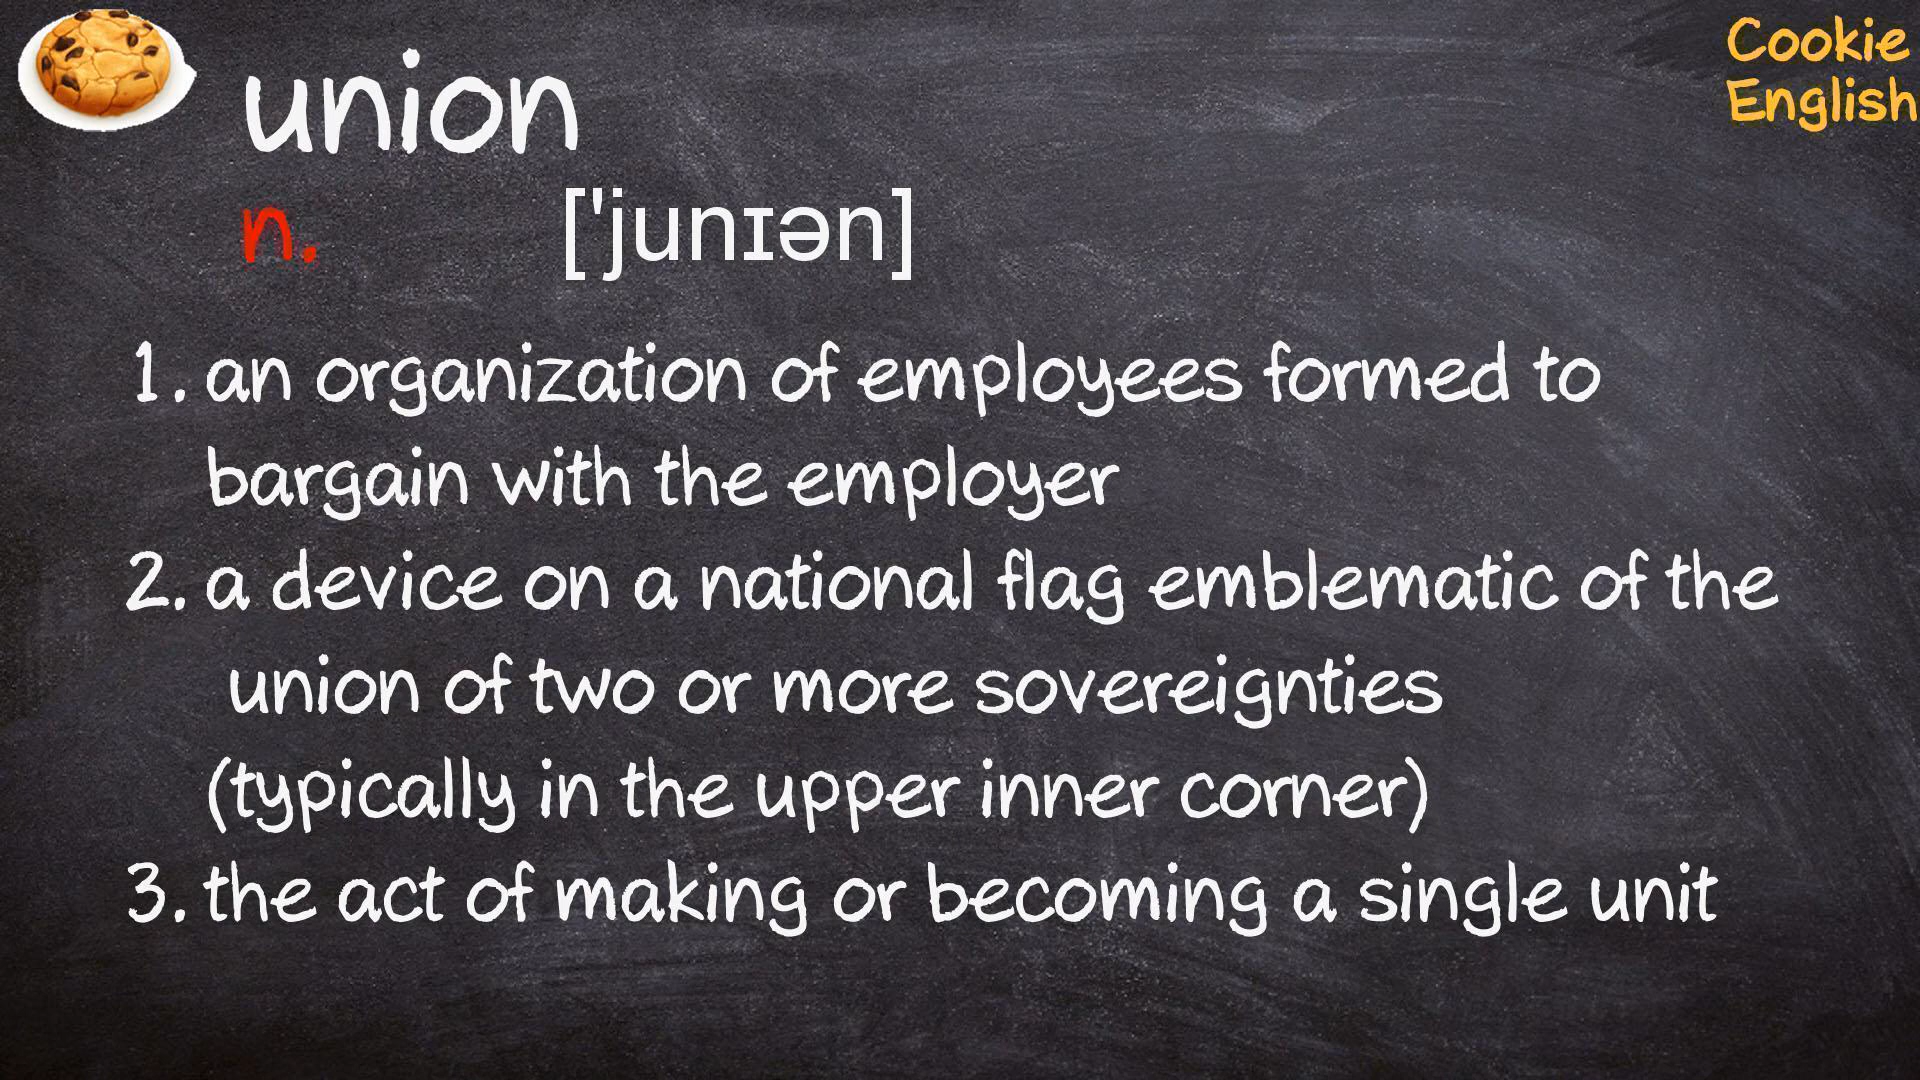 union
Cookie
English
n. ['junɪən]
1. an organization of employees formed to
bargain with the employer
2. a device on a national flag emblematic of the
union of two or more sovereignties
(typically in the upper inner corner)
3. the act of making or becoming a single unit